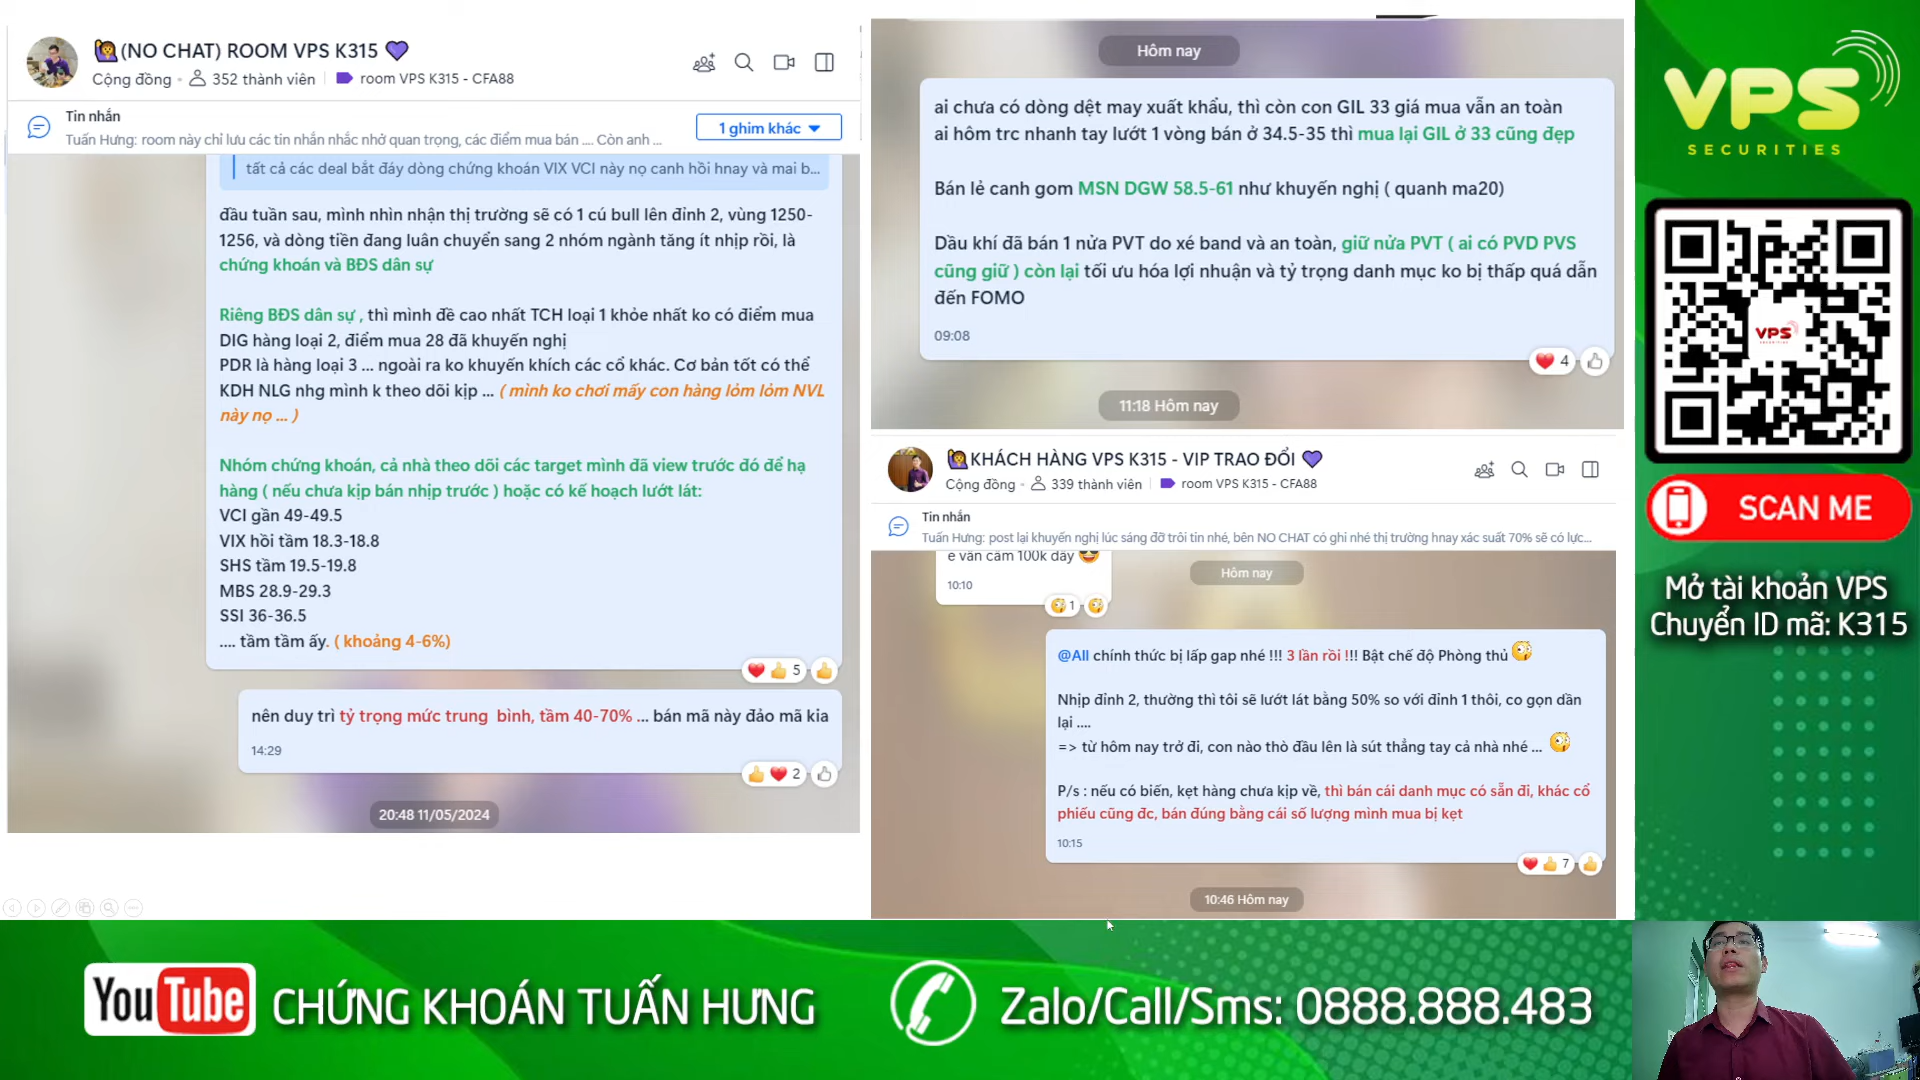 (NO CHAT) ROOM VPS K315
Cộng đồng
352 thành viên
room VPS K315 - CFA88
Tin nhắn
Tuấn Hưng: room này chỉ lưu các tin nhắn nhắc nhở quan trọng, các điểm mua bán .... Còn anh ...
1 ghim khác
tất cả các deal bắt đáy dòng chứng khoán VIX VCI này nọ canh hồi hnay và mai b...
đầu tuần sau, mình nhìn nhận thị trường sẽ có 1 cú bull lên đỉnh 2, vùng 1250-
1256, và dòng tiền đang luân chuyển sang 2 nhóm ngành tăng ít nhịp rồi, là
chứng khoán và BĐS dân sự
Riêng BĐS dân sự , thì mình đề cao nhất TCH loại 1 khỏe nhất ko có điểm mua
DIG hàng loại 2, điểm mua 28 đã khuyến nghị
PDR là hàng loại 3 ... ngoài ra ko khuyến khích các cổ khác. Cơ bản tốt có thể
KDH NLG nhg mình k theo dõi kịp ... ( mình ko chơi mấy con hàng lỏm lỏm NVL
này nọ ... )
Nhóm chứng khoán, cả nhà theo dõi các target mình đã view trước đó để hạ
hàng ( nếu chưa kịp bán nhịp trước ) hoặc có kế hoạch lướt lát:
VCI gần 49-49.5
VIX hồi tầm 18.3-18.8
SHS tầm 19.5-19.8
MBS 28.9-29.3
SSI 36-36.5
.... tầm tầm ấy. ( khoảng 4-6%)
5
nên duy trì tỷ trọng mức trung bình, tầm 40-70% ... bán mã này đảo mã kia
14:29
2
20:48 11/05/2024
Hôm nay
ai chưa có dòng dệt may xuất khẩu, thì còn con GIL 33 giá mua vẫn an toàn
ai hôm trc nhanh tay lướt 1 vòng bán ở 34.5-35 thì mua lại GIL ở 33 cũng đẹp
Bán lẻ canh gom MSN DGW 58.5-61 như khuyến nghị ( quanh ma20)
Dầu khí đã bán 1 nửa PVT do xé band và an toàn, giữ nửa PVT ( ai có PVD PVS
cũng giữ ) còn lại tối ưu hóa lợi nhuận và tỷ trọng danh mục ko bị thấp quá dẫn
đến FOMO
09:08
4
11:18 Hôm nay
KHÁCH HÀNG VPS K315 - VIP TRAO ĐỔI
Cộng đồng
339 thành viên
room VPS K315 - CFA88
Tin nhắn
Tuấn Hưng: post lại khuyến nghị lúc sáng đỡ trôi tin nhé, bên NO CHAT có ghi nhé thị trường hnay xác suất 70% sẽ có lực...
e vẫn cầm 100k dây
10:10
1
Hôm nay
@All chính thức bị lấp gap nhé !!! 3 lần rồi !!! Bật chế độ Phòng thủ
Nhịp đỉnh 2, thường thì tôi sẽ lướt lát bằng 50% so với đỉnh 1 thôi, co gọn dần
lại ....
=> từ hôm nay trở đi, con nào thò đầu lên là sút thẳng tay cả nhà nhé ...
P/s : nếu có biến, kẹt hàng chưa kịp về, thì bán cái danh mục có sẵn đi, khác cổ
phiếu cũng đc, bán đúng bằng cái số lượng mình mua bị kẹt
10:15
7
10:46 Hôm nay
VPS
SECURITIES
VPS
SCAN ME
Mở tài khoản VPS
Chuyển ID mã: K315
YouTube
CHỨNG KHOÁN TUẤN HƯNG
Zalo/Call/Sms: 0888.888.483